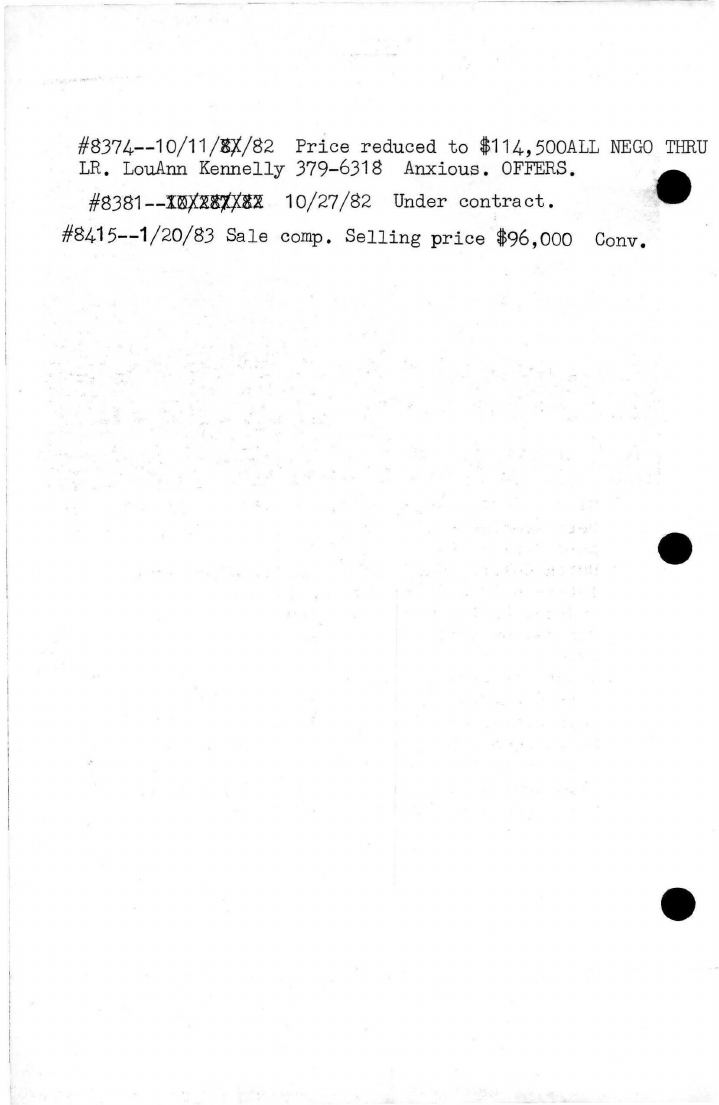 #8374--10/11/8X/82 Price reduced to $114,500ALL NEGO THRU
LR. LouAnn Kennelly 379-6318 Anxious. OFFERS.
#8381-- 10/27/82 Under contract.
#8415--1/20/83 Sale comp. Selling price $96,000 Conv.